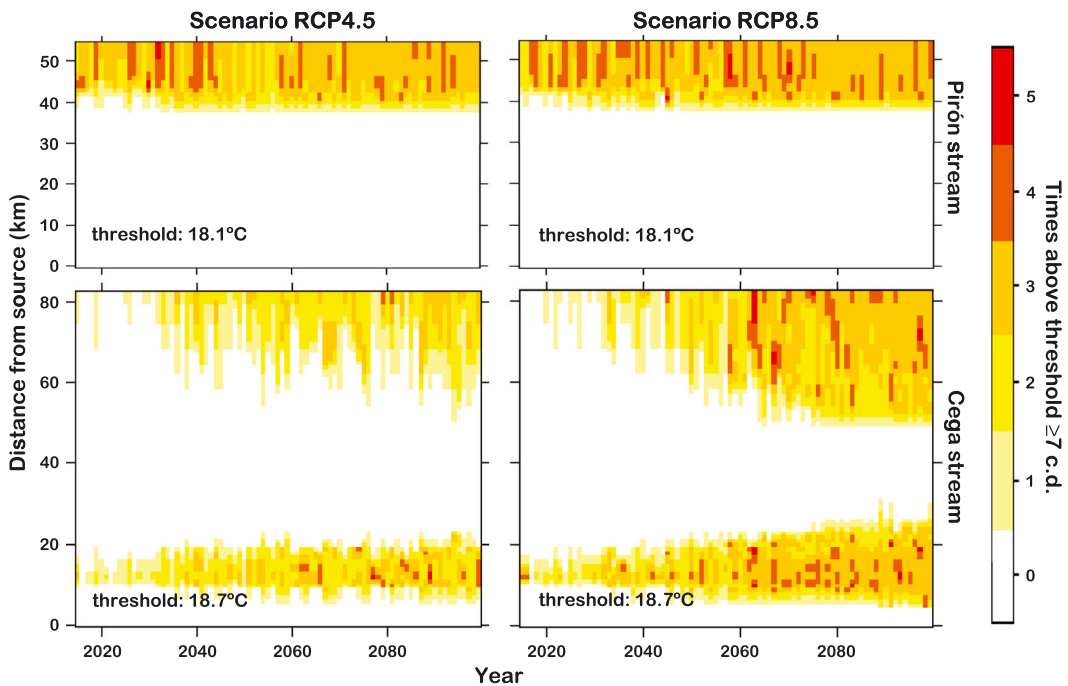 Scenario RCP4.5
Scenario RCP8.5
50
40
30
20
10
0
threshold: 18.1ºC
threshold: 18.1ºC
Pirón stream
80
60
40
20
0
threshold: 18.7ºC
threshold: 18.7ºC
Cega stream
Distance from source (km)
2020
2040
2060
2080
2020
2040
2060
2080
Year
5
4
3
2
1
0
Times above threshold ≥7 c.d.